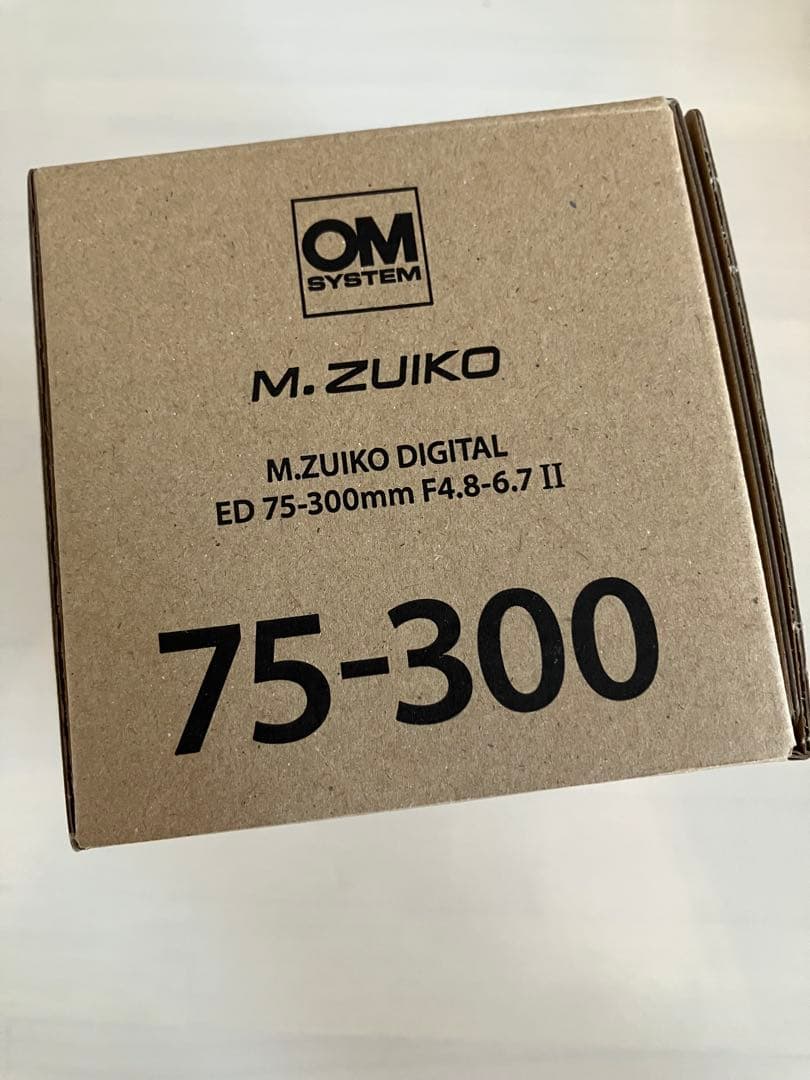 OM
SYSTEM
M.ZUIKO
M.ZUIKO DIGITAL
ED 75-300mm F4.8-6.7 II
75-300